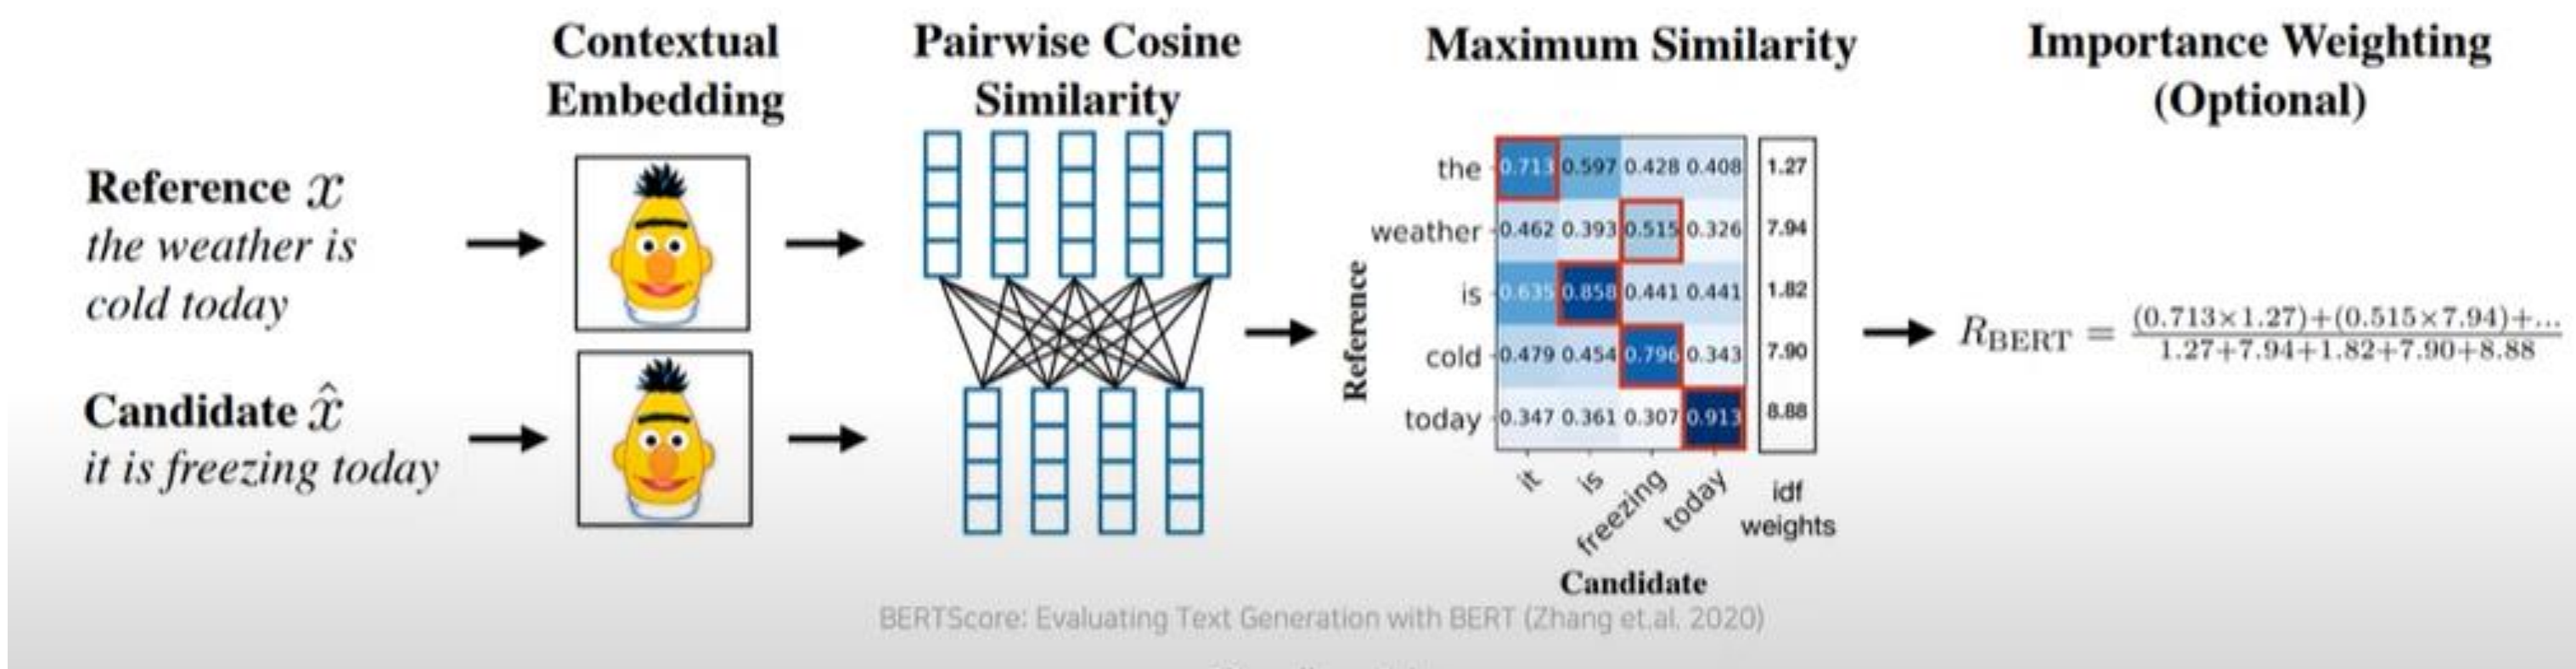 Contextual
Embedding
Pairwise Cosine
Similarity
Maximum Similarity
Importance Weighting
(Optional)
Reference x
the weather is
cold today
Candidate x̂
it is freezing today
Reference
the 0.713 0.597 0.428 0.408 1.27
weather 0.462 0.393 0.515 0.326 7.94
is 0.635 0.858 0.441 0.441 1.82
cold 0.479 0.454 0.796 0.343 7.90
today 0.347 0.361 0.307 0.913 8.88
it is freezing today
idf
weights
Candidate
R_BERT = (0.713×1.27)+(0.515×7.94)+...
1.27+7.94+1.82+7.90+8.88
BERTScore: Evaluating Text Generation with BERT (Zhang et.al. 2020)